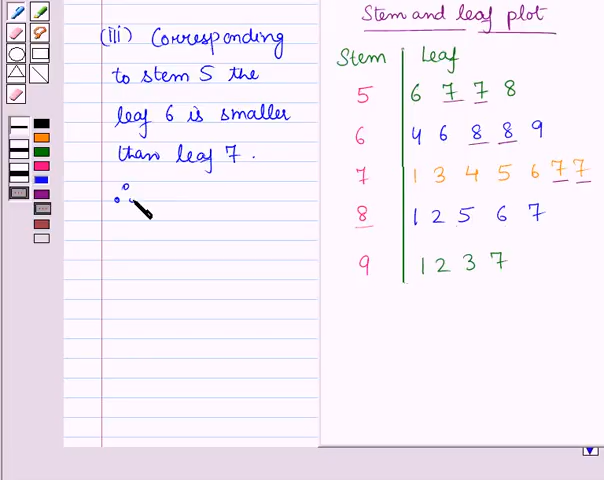 Stem and leaf plot
(iii) Corresponding
to stem 5 the
leaf 6 is smaller
than leaf 7.
∴
Stem Leaf
5 6 7 7 8
6 4 6 8 8 9
7 1 3 4 5 6 7 7
8 1 2 5 6 7
9 1 2 3 7